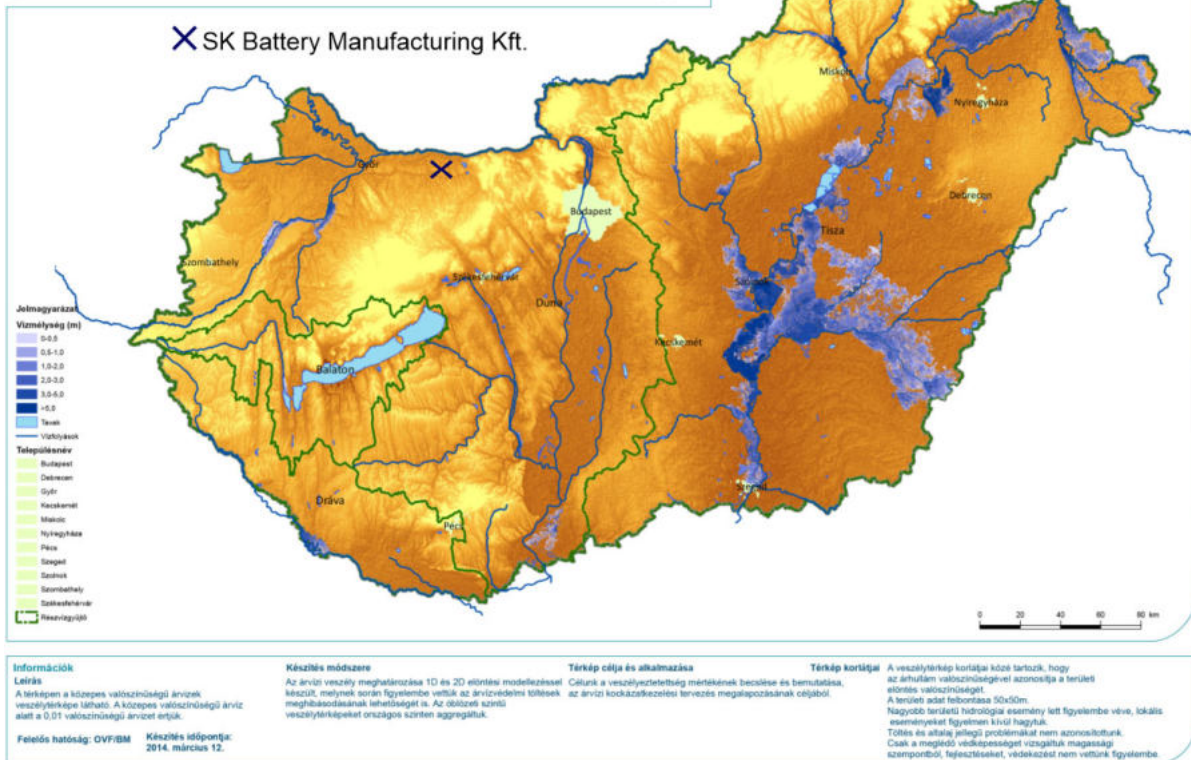 SK Battery Manufacturing Kft.
Miskolc
Nyíregyháza
Győr
Debrecen
Budapest
Tisza
Szombathely
Székesfehérvár
Szolnok
Duna
Kecskemét
Balaton
Szeged
Dráva
Pécs
Jelmagyarázat
Vízmélység (m)
0-0,5
0,5-1,0
1,0-2,0
2,0-3,0
3,0-5,0
>5,0
Tavak
Vízfolyások
Településnév
Budapest
Debrecen
Győr
Kecskemét
Miskolc
Nyíregyháza
Pécs
Szeged
Szolnok
Szombathely
Székesfehérvár
Részvízgyűjtő
0 20 40 60 80 km
Információk
Leírás
A térképen a közepes valószínűségű árvizek
veszélytérképe látható. A közepes valószínűségű árvíz
alatt a 0,01 valószínűségű árvizet értjük.
Felelős hatóság: OVF/BM
Készítés időpontja:
2014. március 12.
Készítés módszere
Az árvízi veszély meghatározása 1D és 2D elöntési modellezéssel
készült, melynek során figyelembe vettük az árvízvédelmi töltések
meghibásodásának lehetőségét is. Az öblözeti szintű
veszélytérképeket országos szinten aggregáltuk.
Térkép célja és alkalmazása
Célunk a veszélyeztetettség mértékének becslése és bemutatása,
az árvízi kockázatkezelési tervezés megalapozásának céljából.
Térkép korlátjai
A veszélytérkép korlátjai közé tartozik, hogy
az árhullám valószínűségével azonosítja a területi
elöntés valószínűségét.
A területi adat felbontása 50x50m.
Nagyobb területű hidrológiai esemény lett figyelembe véve, lokális
eseményeket figyelmen kívül hagytuk.
Töltés és altalaj jellegű problémákat nem azonosítottunk.
Csak a meglédő védképességet vizsgáltuk magassági
szempontból, fejlesztéseket, védekezést nem vettünk figyelembe.